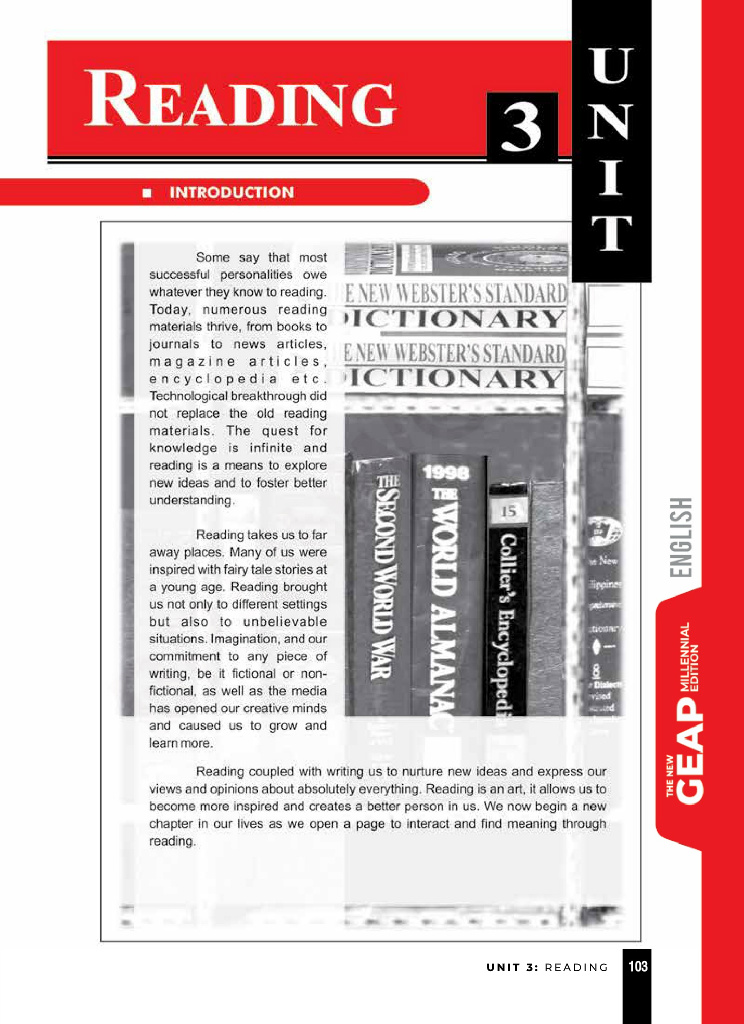 READING
3
UNIT
■ INTRODUCTION
Some say that most
successful personalities owe
whatever they know to reading.
Today, numerous reading
materials thrive, from books to
journals to news articles,
magazine articles,
encyclopedia etc.
Technological breakthrough did
not replace the old reading
materials. The quest for
knowledge is infinite and
reading is a means to explore
new ideas and to foster better
understanding.
Reading takes us to far
away places. Many of us were
inspired with fairy tale stories at
a young age. Reading brought
us not only to different settings
but also to unbelievable
situations. Imagination, and our
commitment to any piece of
writing, be it fictional or non-
fictional, as well as the media
has opened our creative minds
and caused us to grow and
learn more.
Reading coupled with writing us to nurture new ideas and express our
views and opinions about absolutely everything. Reading is an art, it allows us to
become more inspired and creates a better person in us. We now begin a new
chapter in our lives as we open a page to interact and find meaning through
reading.
E NEW WEBSTER'S STANDARD
DICTIONARY
E NEW WEBSTER'S STANDARD
DICTIONARY
THE
SECOND WORLD
WAR
1998
THE
WORLD ALMANAC
15
Collier's Encyclopedi
New
8
ENGLISH
THE NEW
GEAP MILLENNIAL
EDITION
UNIT 3: READING 103